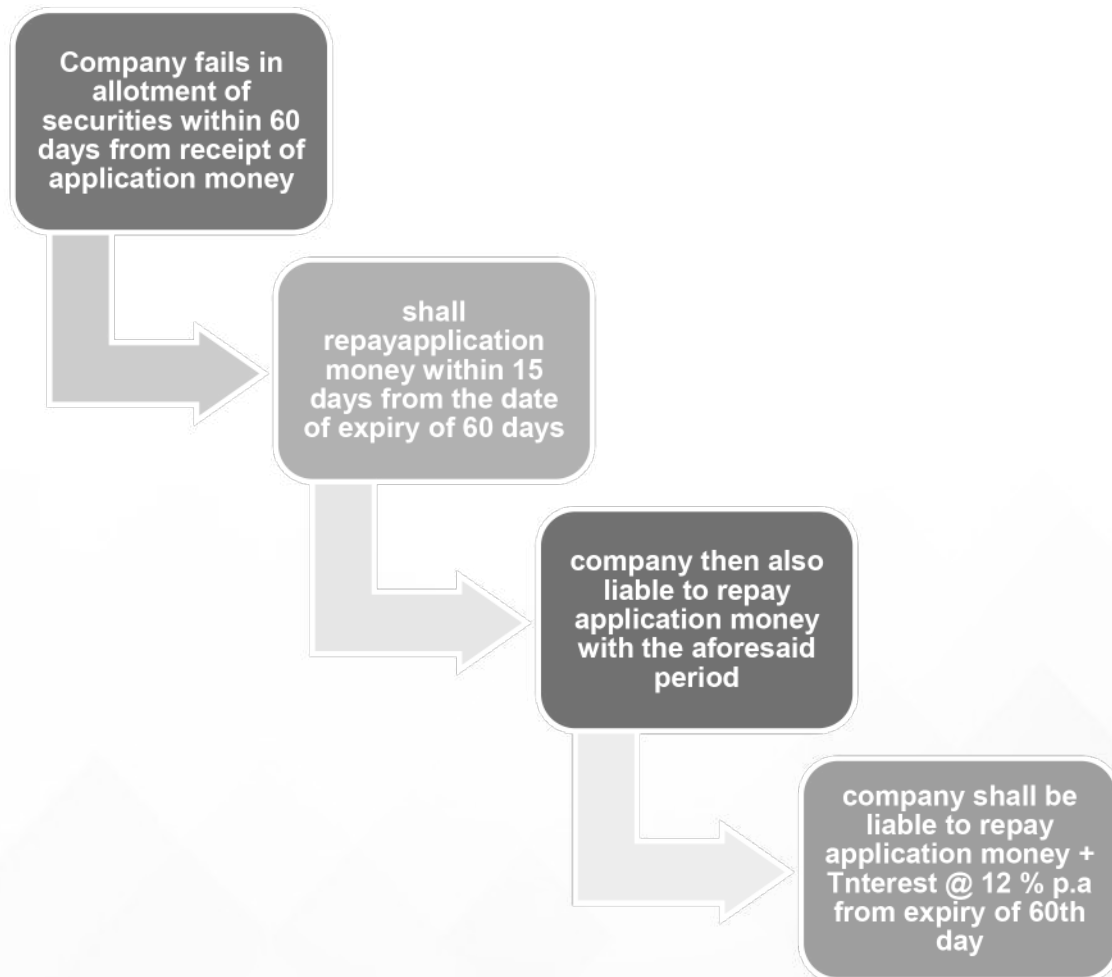 Company fails in
allotment of
securities within 60
days from receipt of
application money
shall
repayapplication
money within 15
days from the date
of expiry of 60 days
company then also
liable to repay
application money
with the aforesaid
period
company shall be
liable to repay
application money +
Tnterest @ 12 % p.a
from expiry of 60th
day